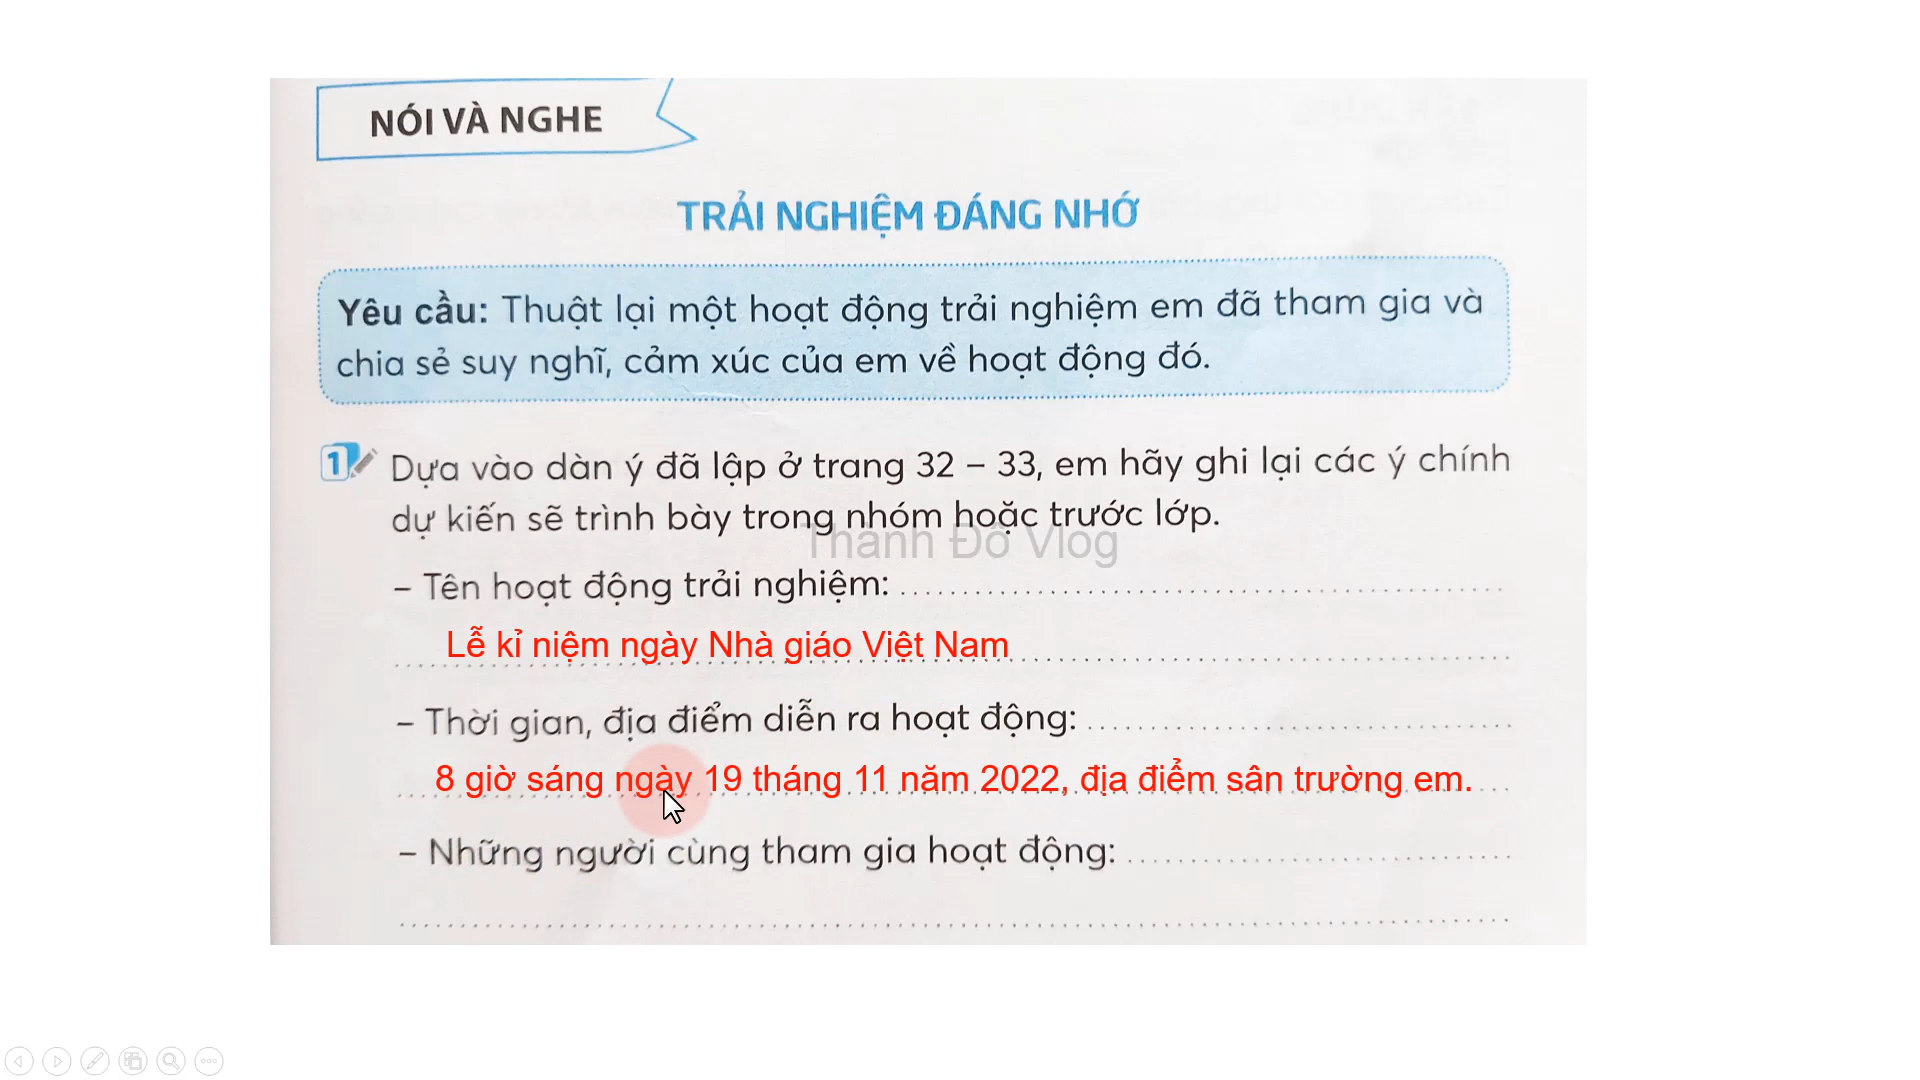 NÓI VÀ NGHE
TRẢI NGHIỆM ĐÁNG NHỚ
Yêu cầu: Thuật lại một hoạt động trải nghiệm em đã tham gia và
chia sẻ suy nghĩ, cảm xúc của em về hoạt động đó.
1 Dựa vào dàn ý đã lập ở trang 32 – 33, em hãy ghi lại các ý chính
dự kiến sẽ trình bày trong nhóm hoặc trước lớp.
Thành Đô Vlog
– Tên hoạt động trải nghiệm:
Lễ kỉ niệm ngày Nhà giáo Việt Nam
– Thời gian, địa điểm diễn ra hoạt động:
8 giờ sáng ngày 19 tháng 11 năm 2022, địa điểm sân trường em.
– Những người cùng tham gia hoạt động: